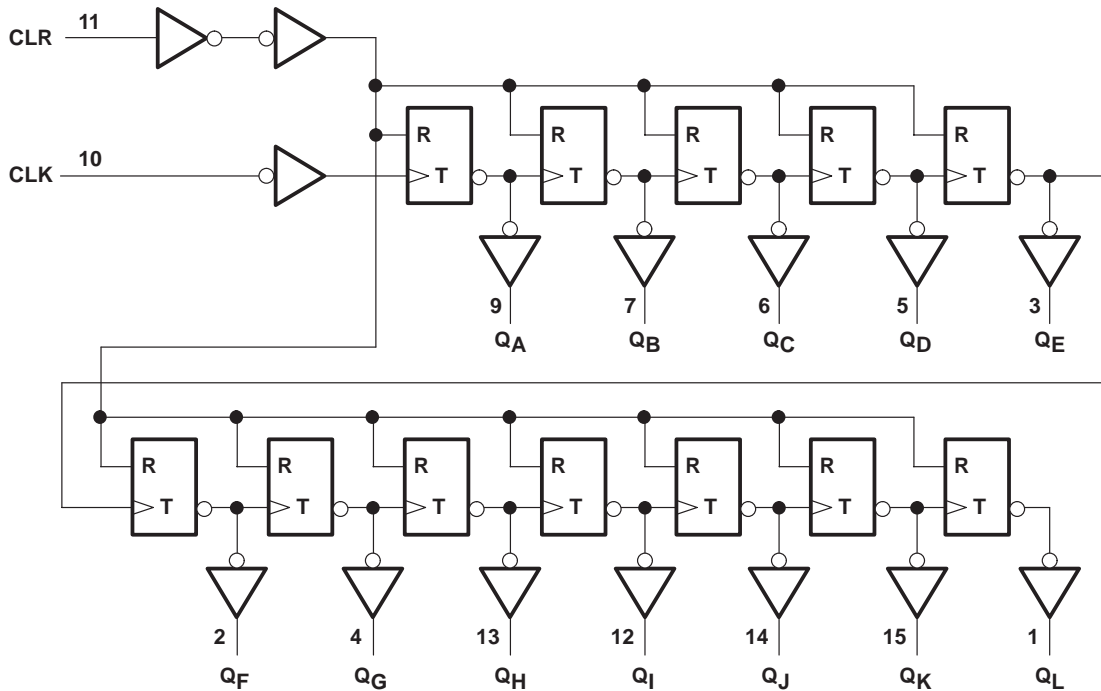 CLR 11
R R R R R
CLK 10 T T T T T
9 7 6 5 3
QA QB QC QD QE
R R R R R R R
T T T T T T T
2 4 13 12 14 15 1
QF QG QH QI QJ QK QL